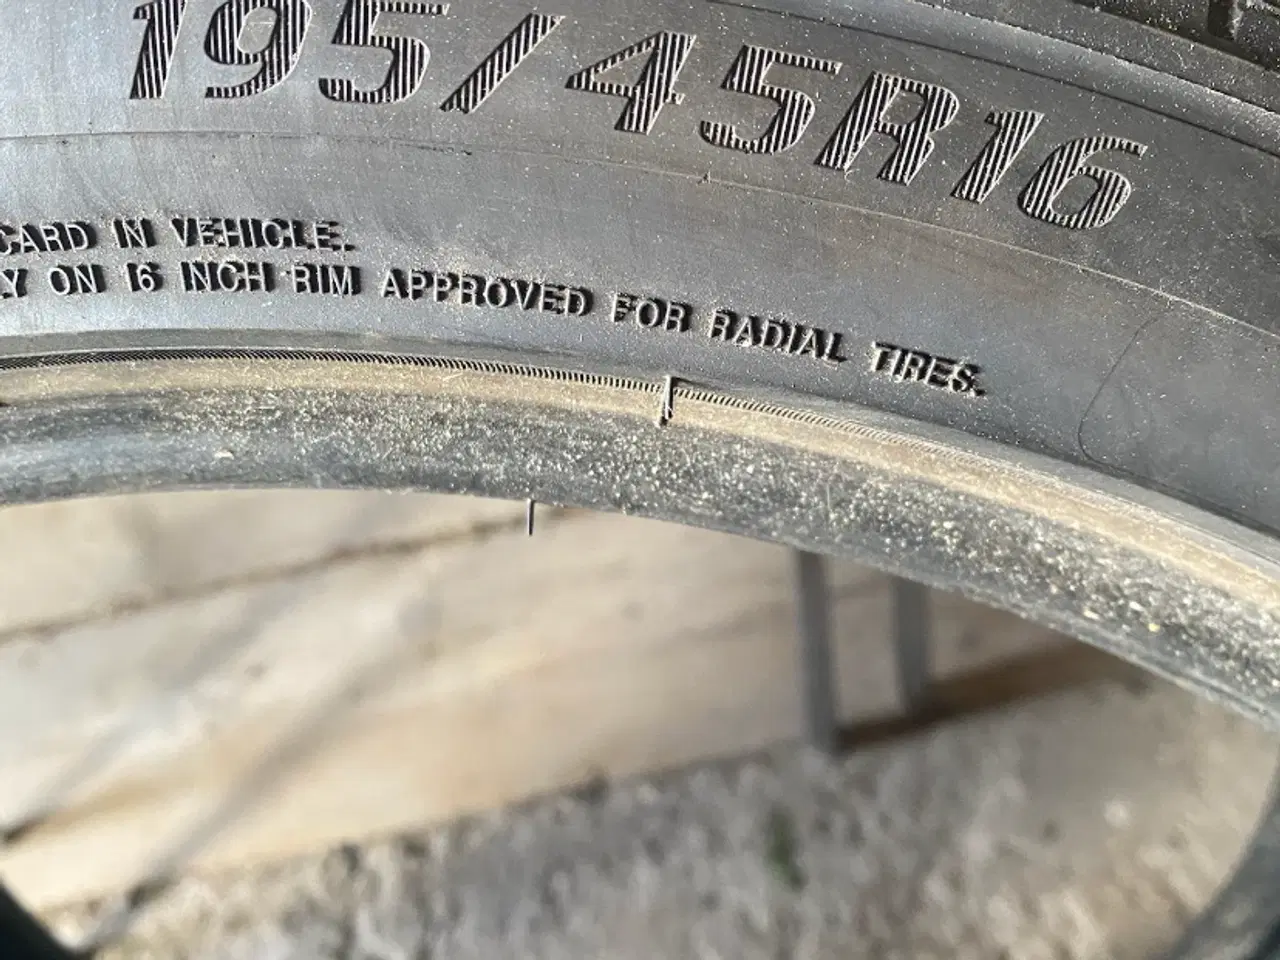 195/45R16
CARD IN VEHICLE.
Y ON 16 INCH RIM APPROVED FOR RADIAL TIRES.